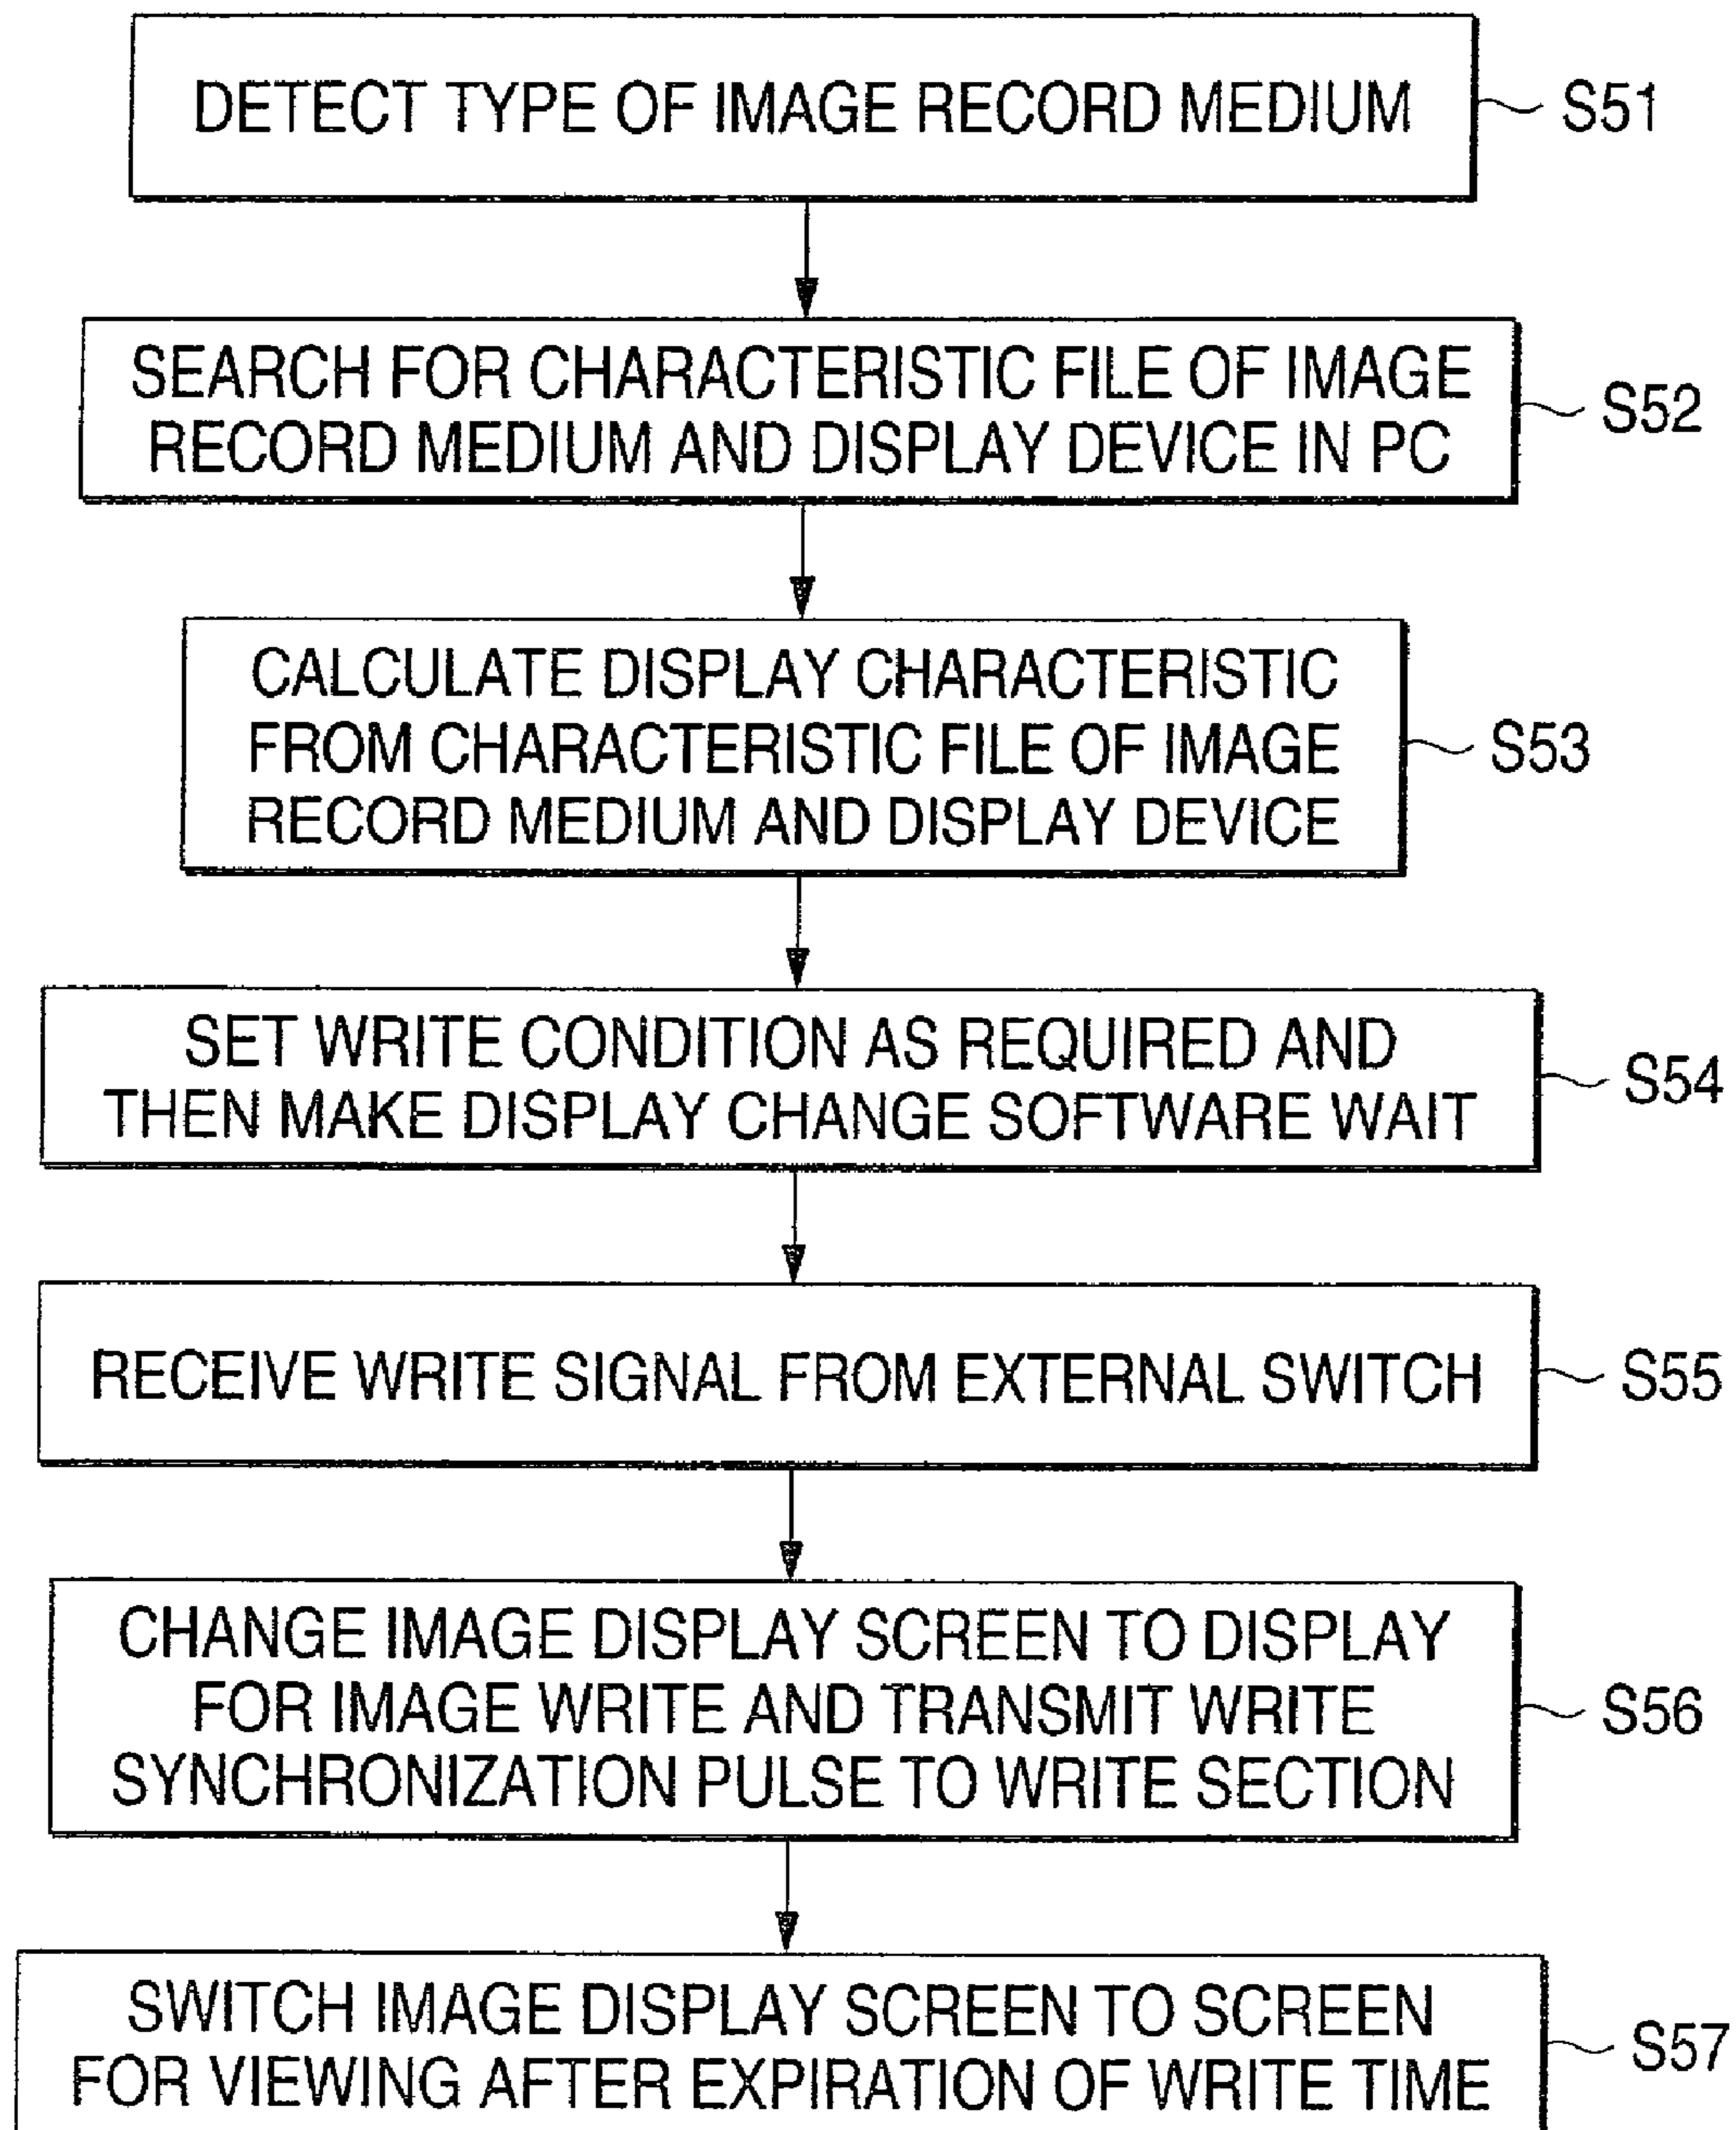 DETECT TYPE OF IMAGE RECORD MEDIUM
S51
SEARCH FOR CHARACTERISTIC FILE OF IMAGE
RECORD MEDIUM AND DISPLAY DEVICE IN PC
S52
CALCULATE DISPLAY CHARACTERISTIC
FROM CHARACTERISTIC FILE OF IMAGE
RECORD MEDIUM AND DISPLAY DEVICE
S53
SET WRITE CONDITION AS REQUIRED AND
THEN MAKE DISPLAY CHANGE SOFTWARE WAIT
S54
RECEIVE WRITE SIGNAL FROM EXTERNAL SWITCH
S55
CHANGE IMAGE DISPLAY SCREEN TO DISPLAY
FOR IMAGE WRITE AND TRANSMIT WRITE
SYNCHRONIZATION PULSE TO WRITE SECTION
S56
SWITCH IMAGE DISPLAY SCREEN TO SCREEN
FOR VIEWING AFTER EXPIRATION OF WRITE TIME
S57